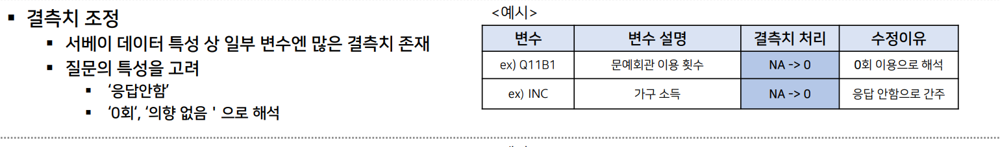 ▪ 결측치 조정
▪ 서베이 데이터 특성 상 일부 변수엔 많은 결측치 존재
▪ 질문의 특성을 고려
▪ ‘응답안함’
▪ ‘0회’, ‘의향 없음 ' 으로 해석
<예시>
변수 변수 설명 결측치 처리 수정이유
ex) Q11B1 문예회관 이용 횟수 NA -> 0 0회 이용으로 해석
ex) INC 가구 소득 NA -> 0 응답 안함으로 간주